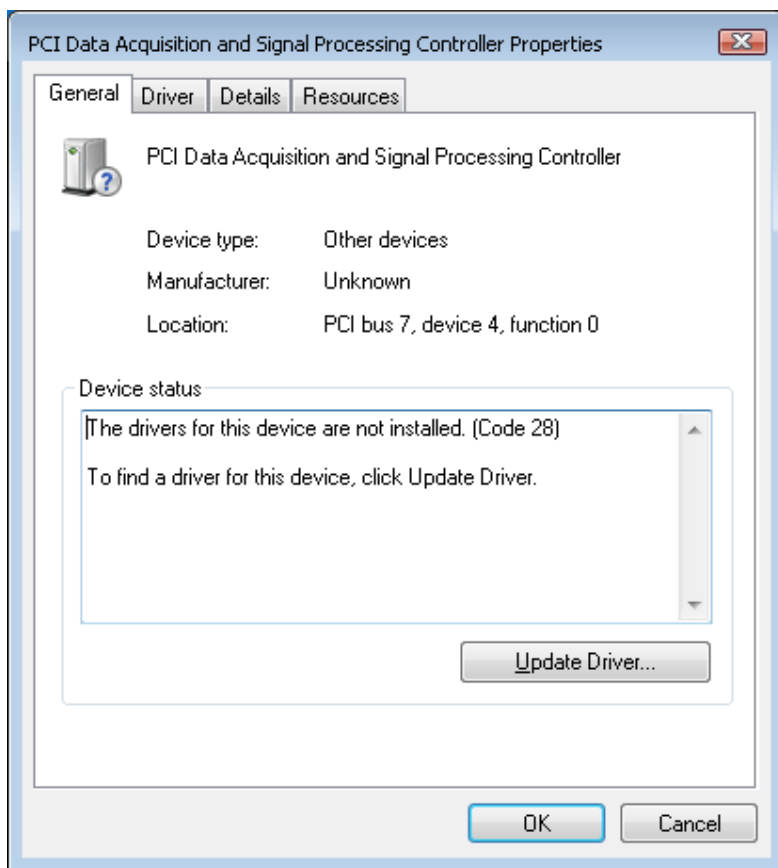 PCI Data Acquisition and Signal Processing Controller Properties
General Driver Details Resources
PCI Data Acquisition and Signal Processing Controller
Device type: Other devices
Manufacturer: Unknown
Location: PCI bus 7, device 4, function 0
Device status
The drivers for this device are not installed. (Code 28)
To find a driver for this device, click Update Driver.
Update Driver...
OK Cancel